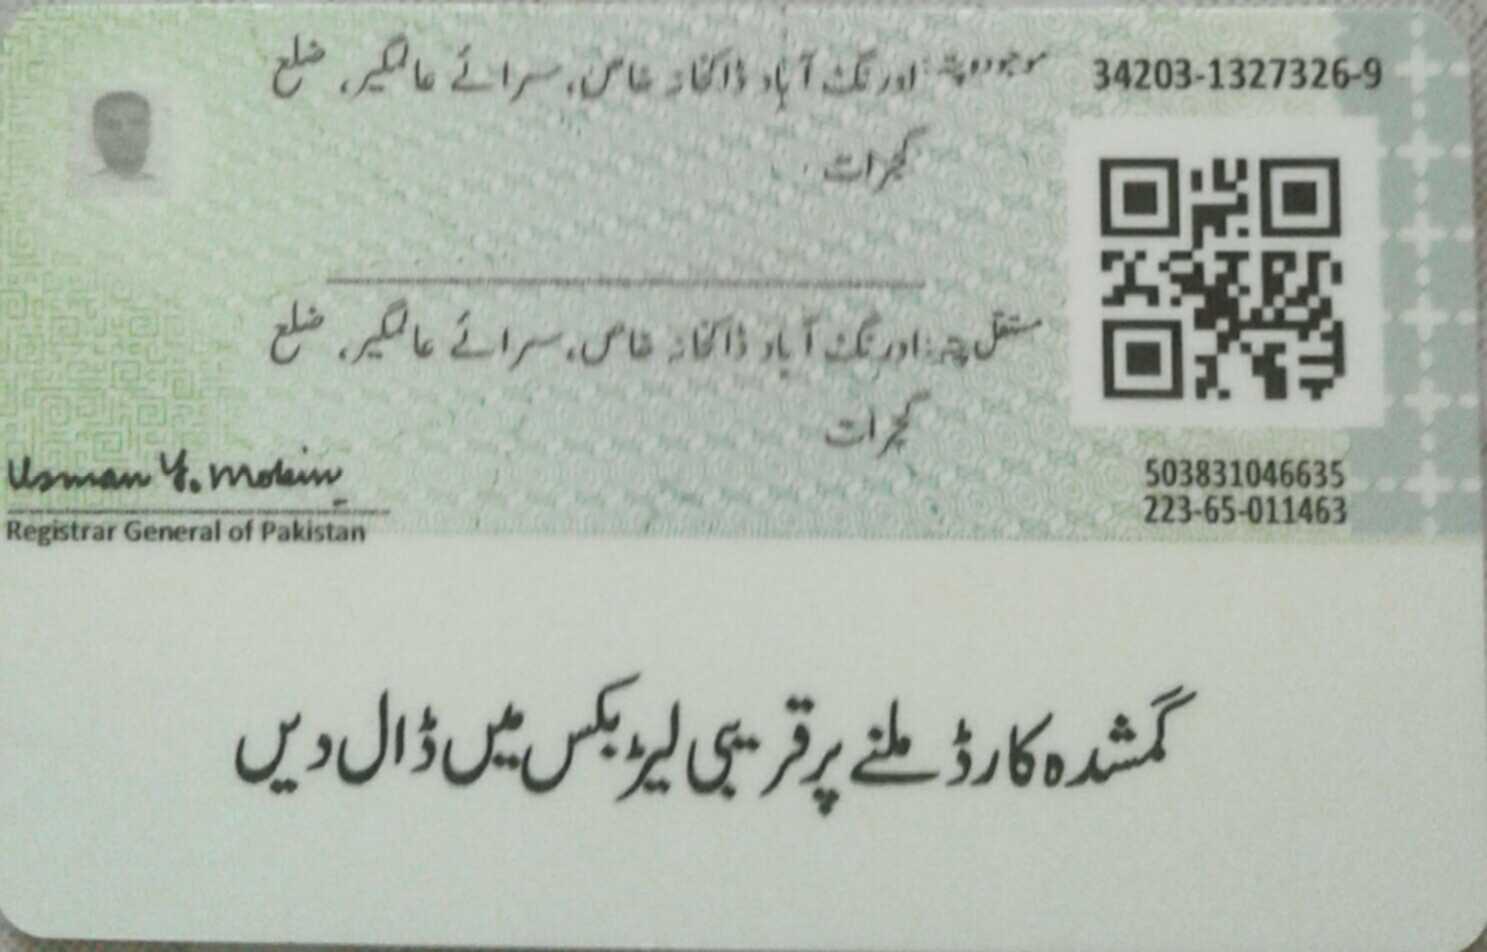 34203-1327326-9
موجودہ پتہ: اورنگ آباد ڈاکخانہ خاص، سرائے عالمگیر، ضلع
گجرات
مستقل پتہ: اورنگ آباد ڈاکخانہ خاص، سرائے عالمگیر، ضلع
گجرات
503831046635
223-65-011463
Usman Y. Mobin
Registrar General of Pakistan
گمشدہ کارڈ ملنے پر قریبی لیٹر بکس میں ڈال دیں